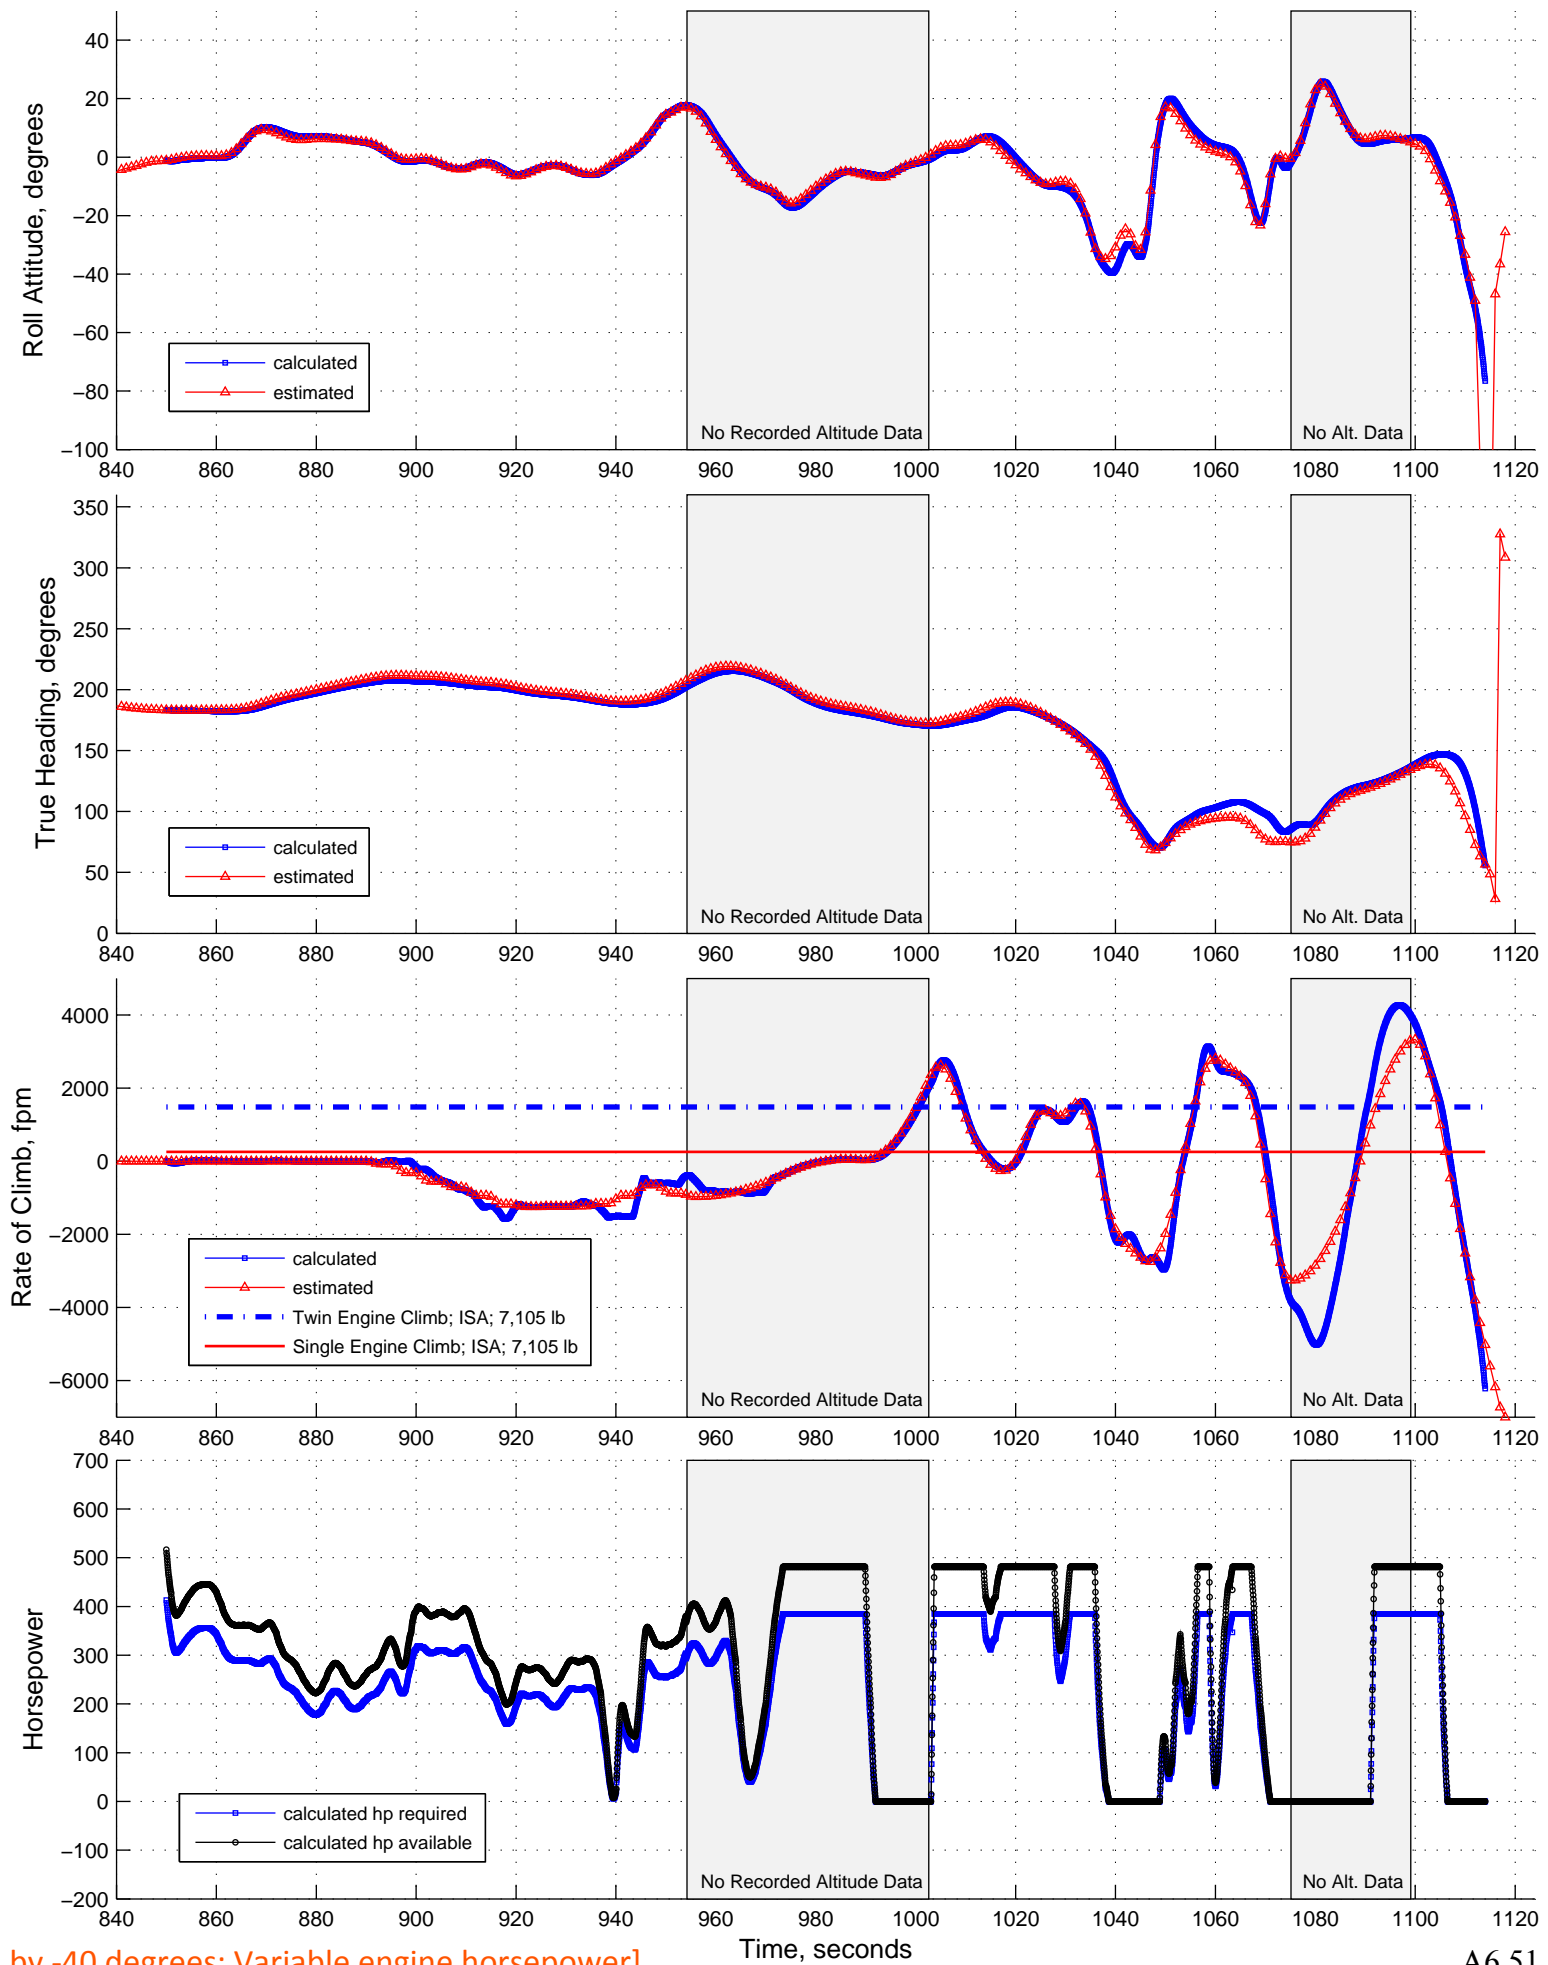 40
20
0
−20
−40
−60
−80
−100
Roll Attitude, degrees
calculated
estimated
No Recorded Altitude Data
No Alt. Data
840 860 880 900 920 940 960 980 1000 1020 1040 1060 1080 1100 1120
350
300
250
200
150
100
50
0
True Heading, degrees
calculated
estimated
No Recorded Altitude Data
No Alt. Data
840 860 880 900 920 940 960 980 1000 1020 1040 1060 1080 1100 1120
4000
2000
0
−2000
−4000
−6000
Rate of Climb, fpm
calculated
estimated
Twin Engine Climb; ISA; 7,105 lb
Single Engine Climb; ISA; 7,105 lb
No Recorded Altitude Data
No Alt. Data
840 860 880 900 920 940 960 980 1000 1020 1040 1060 1080 1100 1120
700
600
500
400
300
200
100
0
−100
−200
Horsepower
calculated hp required
calculated hp available
No Recorded Altitude Data
No Alt. Data
840 860 880 900 920 940 960 980 1000 1020 1040 1060 1080 1100 1120
Time, seconds
by -40 degrees; Variable engine horsepower]
A6.51